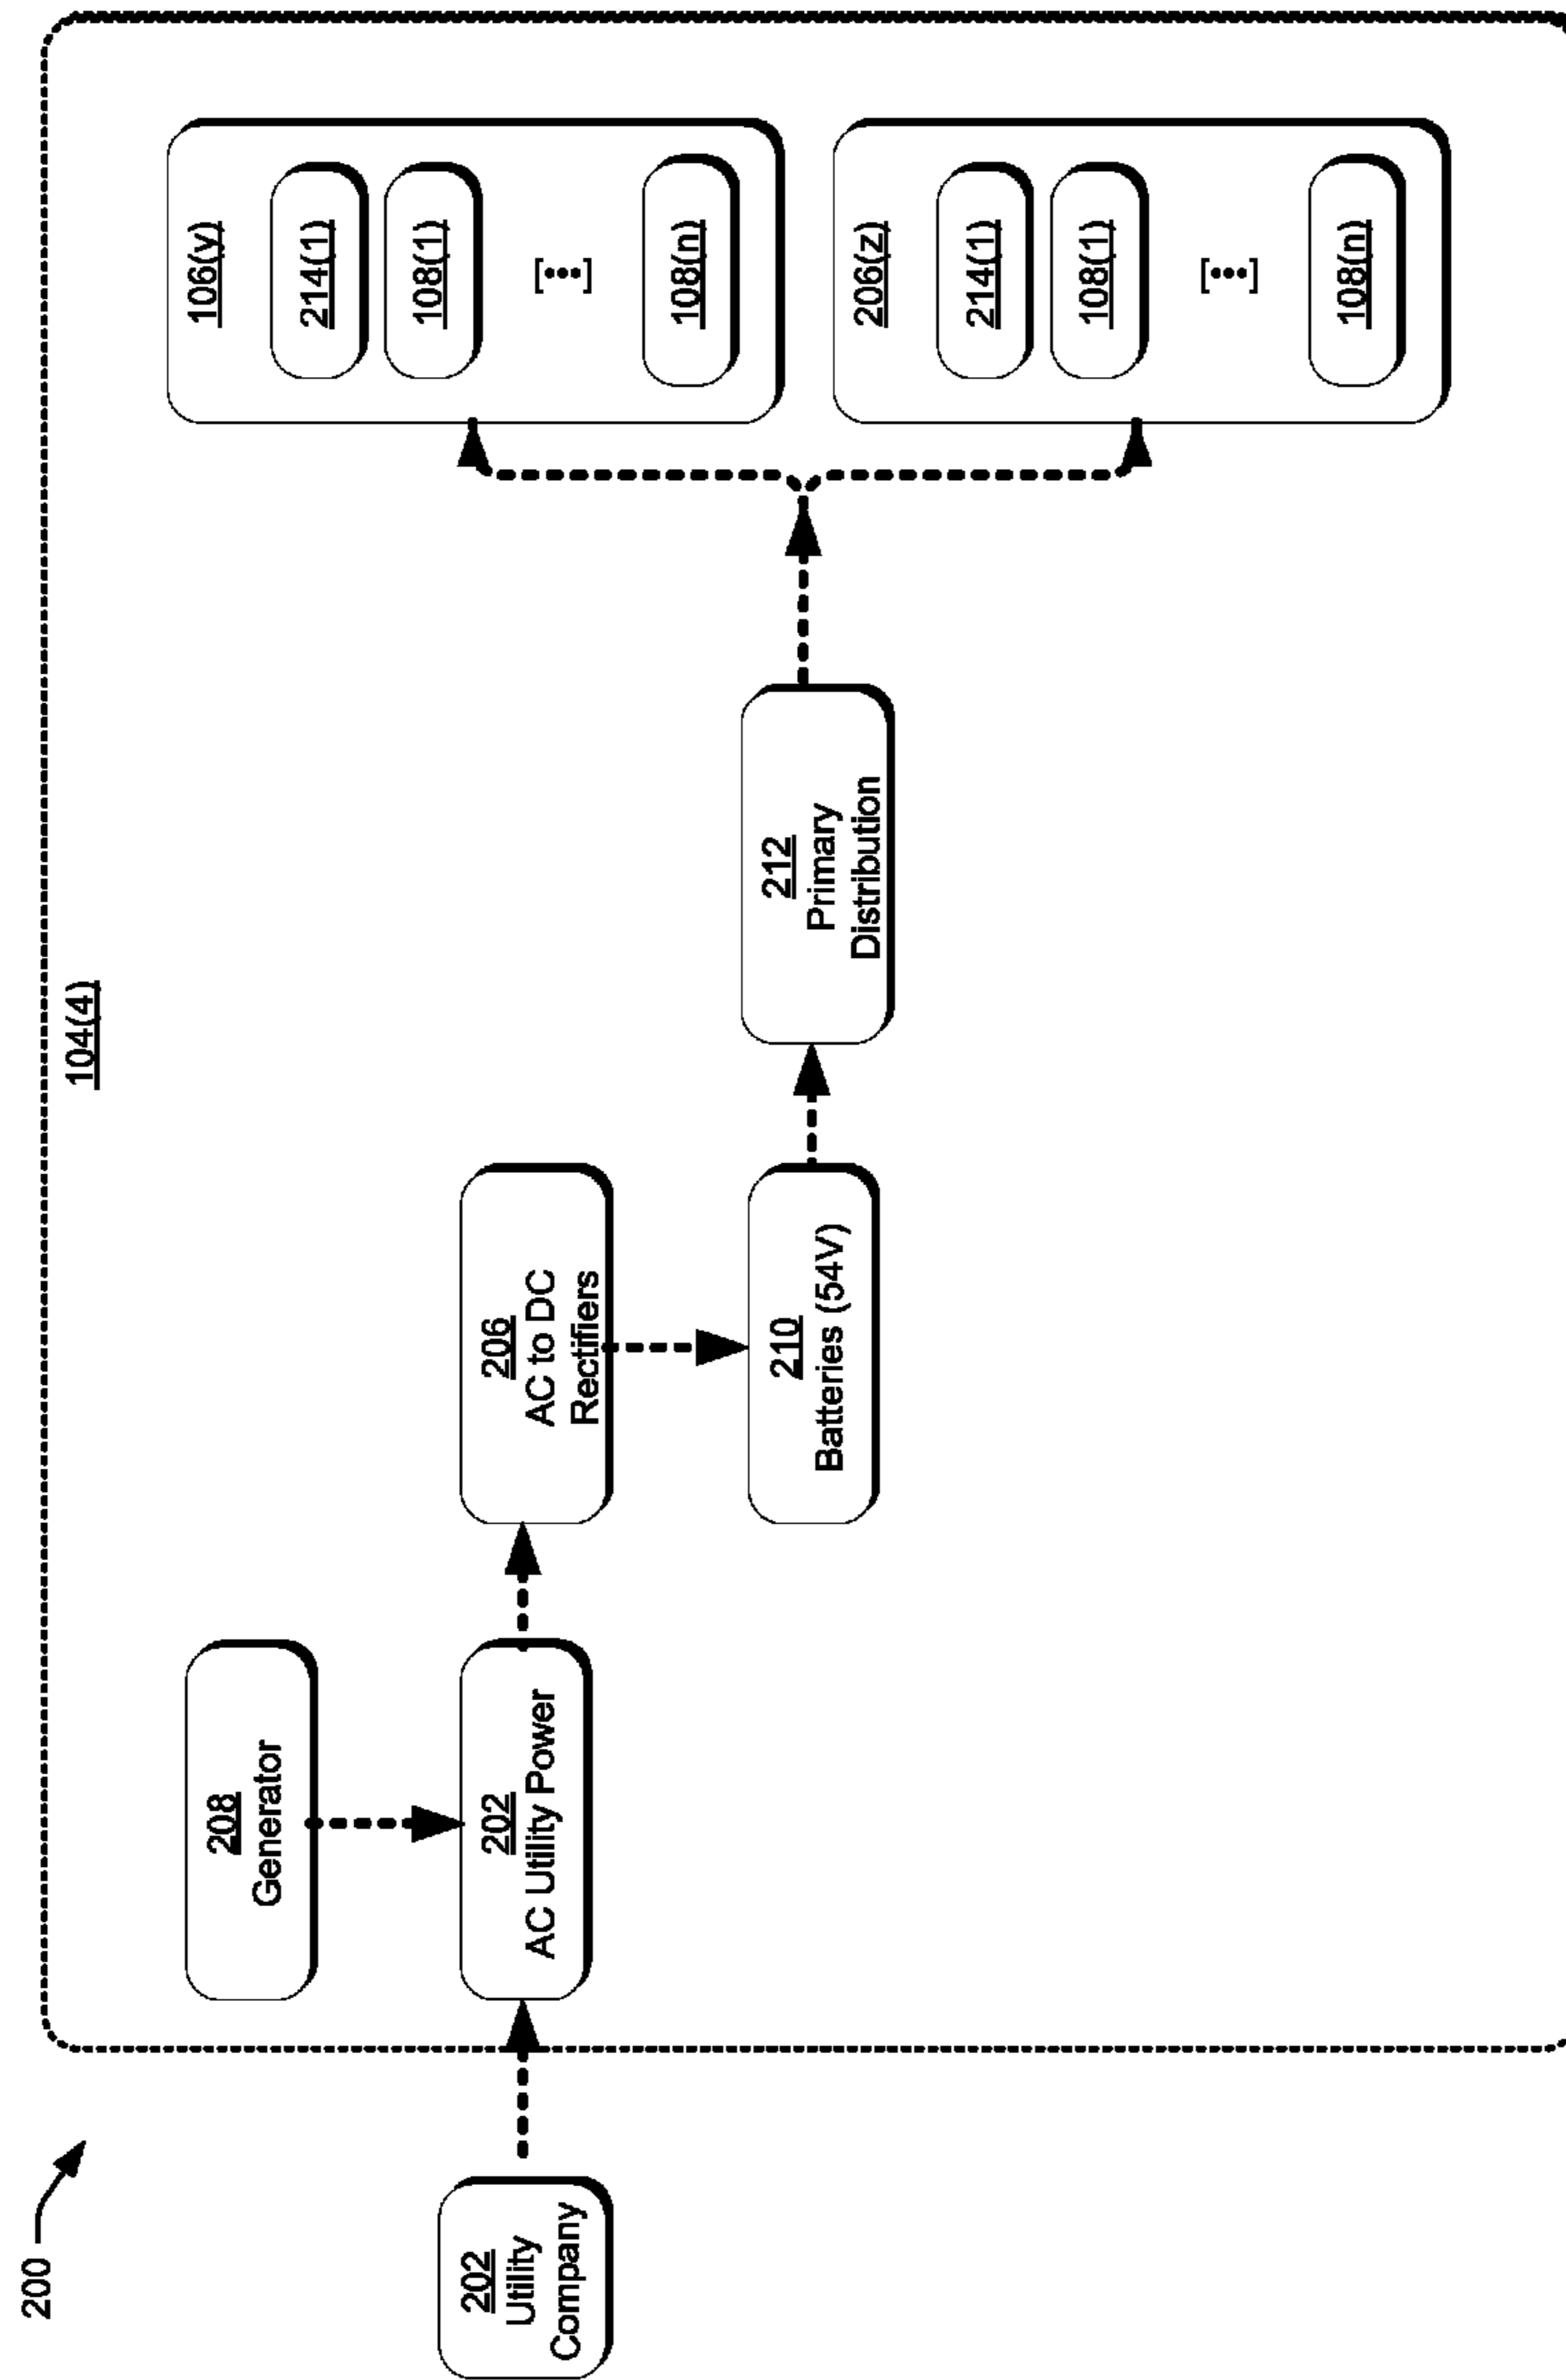 200
104(4)
202
Utility
Company
208
Generator
202
AC Utility Power
206
AC to DC
Rectifiers
210
Batteries (54V)
212
Primary
Distribution
106(y)
214(1)
108(1)
[•••]
108(n)
206(z)
214(1)
108(1)
[•••]
108(n)